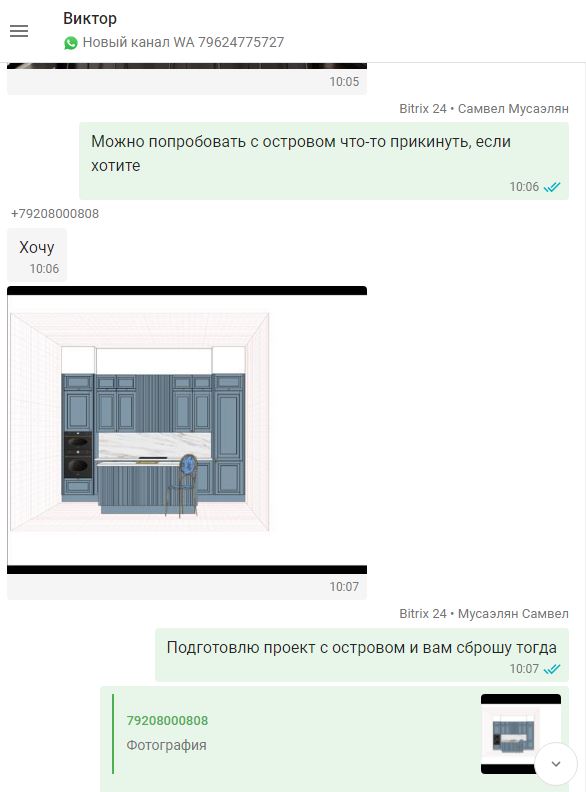 Виктор
Новый канал WA 79624775727
10:05
Bitrix 24 • Самвел Мусаэлян
Можно попробовать с островом что-то прикинуть, если
хотите
10:06
+79208000808
Хочу
10:06
10:07
Bitrix 24 • Мусаэлян Самвел
Подготовлю проект с островом и вам сброшу тогда
10:07
79208000808
Фотография